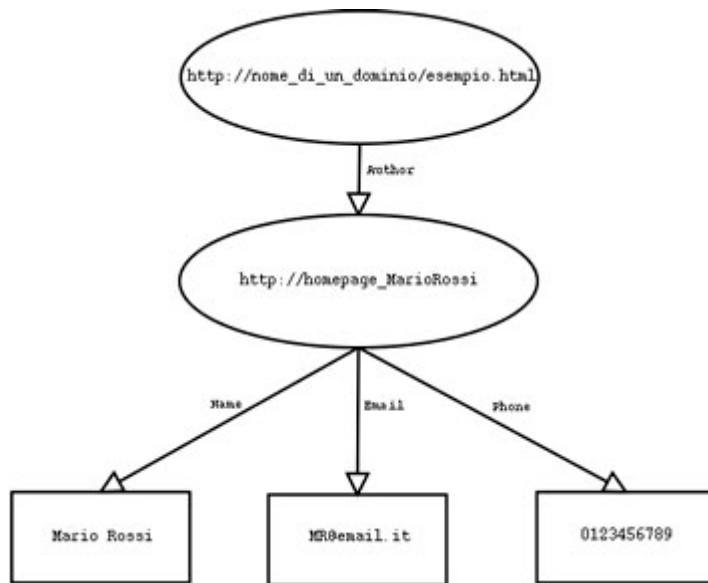 http://nome_di_un_dominio/esempio.html
Author
http://homepage_MarioRossi
Name
Email
Phone
Mario Rossi
MR@email.it
0123456789